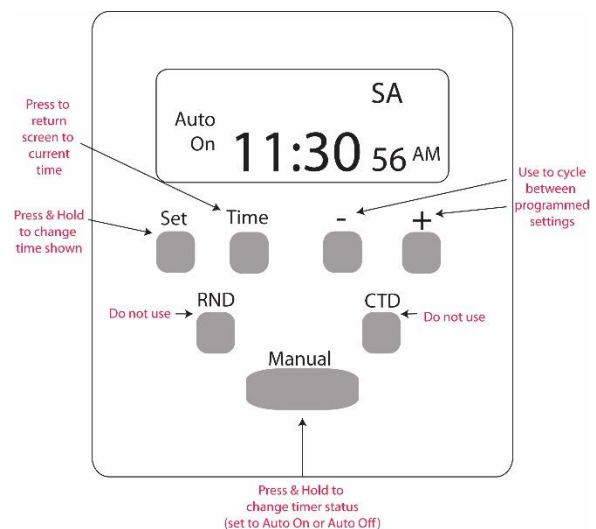 SA
Auto
On
11:30 56 AM
Press to
return
screen to
current
time
Use to cycle
between
programmed
settings
Press & Hold
to change
time shown
Set
Time
-
+
RND
CTD
Do not use
Do not use
Manual
Press & Hold to
change timer status
(set to Auto On or Auto Off)